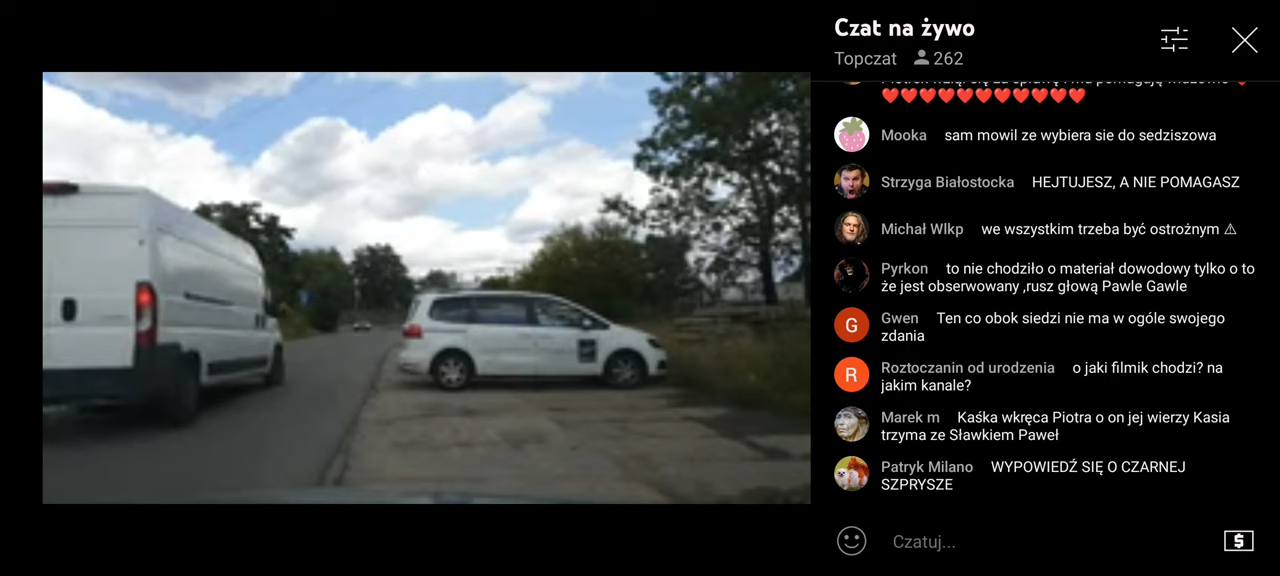 Czat na żywo
Topczat 262
❤❤❤❤❤❤❤❤❤❤❤
Mooka sam mowil ze wybiera sie do sedziszowa
Strzyga Białostocka HEJTUJESZ, A NIE POMAGASZ
Michał Wlkp we wszystkim trzeba być ostrożnym ⚠
Pyrkon to nie chodziło o materiał dowodowy tylko o to
że jest obserwowany ,rusz głową Pawle Gawle
G Gwen Ten co obok siedzi nie ma w ogóle swojego
zdania
R Roztoczanin od urodzenia o jaki filmik chodzi? na
jakim kanale?
Marek m Kaśka wkręca Piotra o on jej wierzy Kasia
trzyma ze Sławkiem Paweł
Patryk Milano WYPOWIEDŹ SIĘ O CZARNEJ
SZPRYSZE
Czatuj...
$